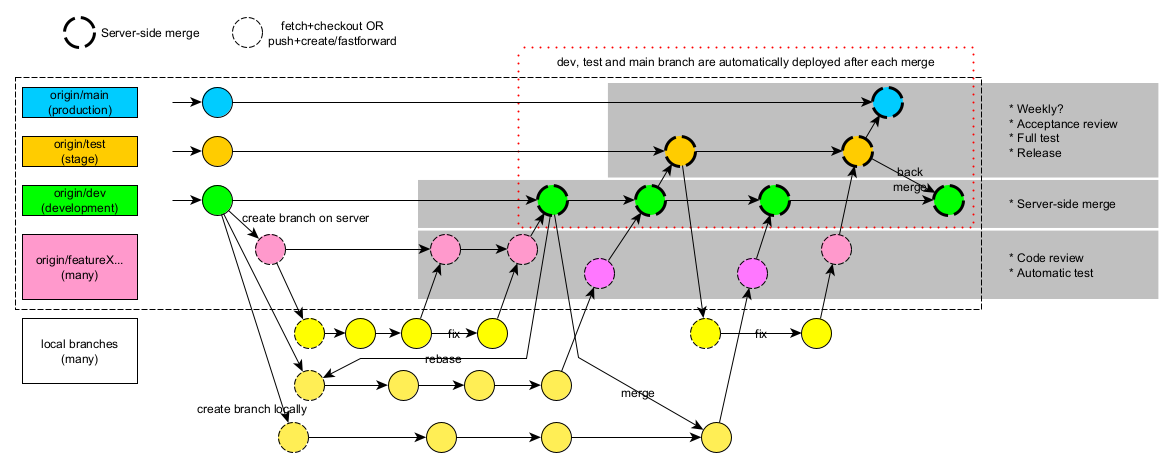 Server-side merge
fetch+checkout OR
push+create/fastforward
dev, test and main branch are automatically deployed after each merge
origin/main
(production)
* Weekly?
* Acceptance review
* Full test
* Release
origin/test
(stage)
back
merge
origin/dev
(development)
* Server-side merge
create branch on server
origin/featureX...
(many)
* Code review
* Automatic test
local branches
(many)
fix
fix
rebase
merge
create branch locally